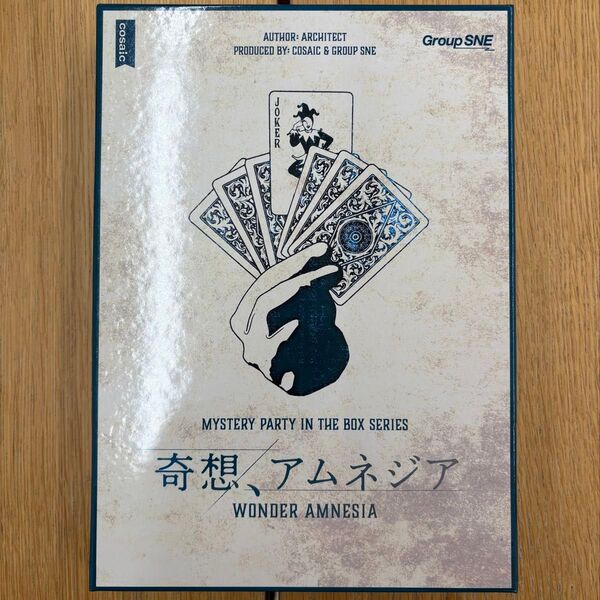 cosaic
AUTHOR: ARCHITECT
PRODUCED BY: COSAIC & GROUP SNE
Group SNE
JOKER
MYSTERY PARTY IN THE BOX SERIES
奇想、アムネジア
WONDER AMNESIA